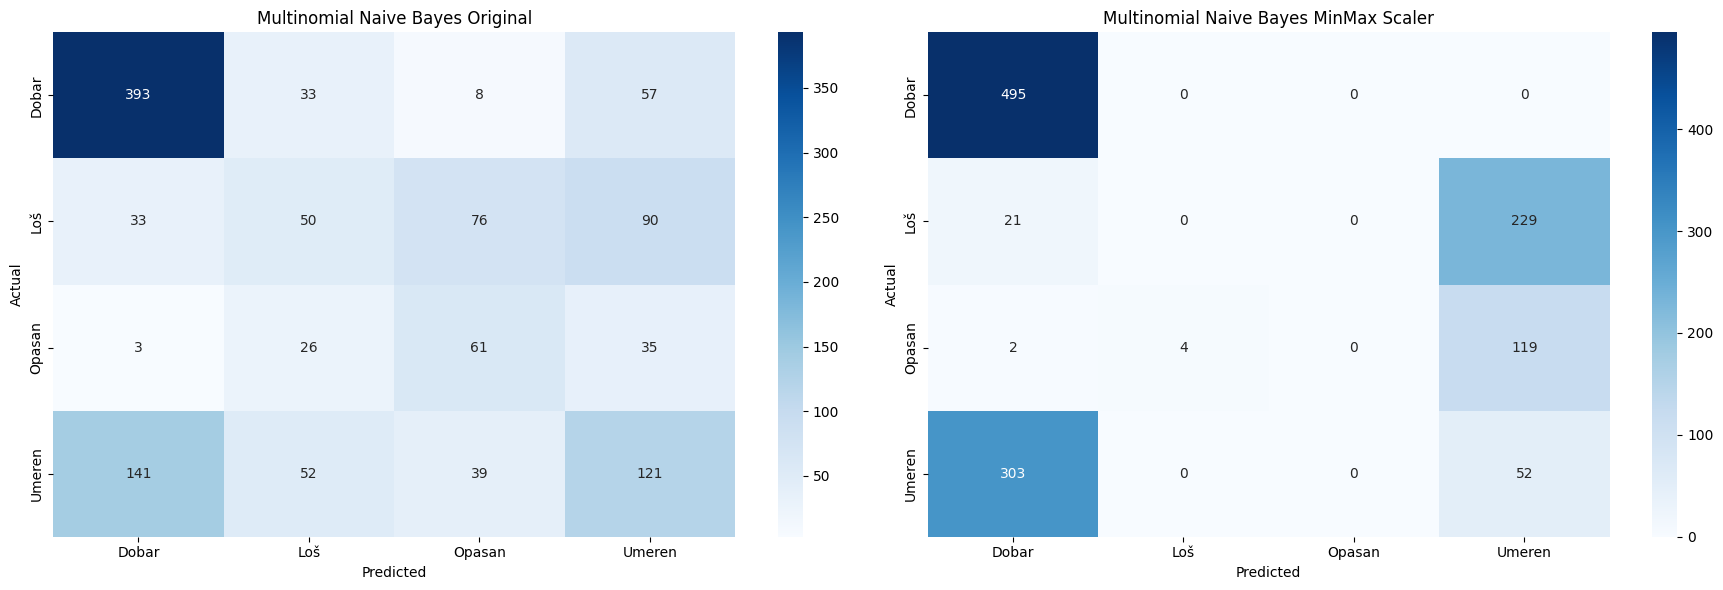 Multinomial Naive Bayes Original
Dobar 393 33 8 57
Loš 33 50 76 90
Opasan 3 26 61 35
Umeren 141 52 39 121
Dobar Loš Opasan Umeren
Predicted
Actual
350
300
250
200
150
100
50
Multinomial Naive Bayes MinMax Scaler
Dobar 495 0 0 0
Loš 21 0 0 229
Opasan 2 4 0 119
Umeren 303 0 0 52
Dobar Loš Opasan Umeren
Predicted
Actual
400
300
200
100
0